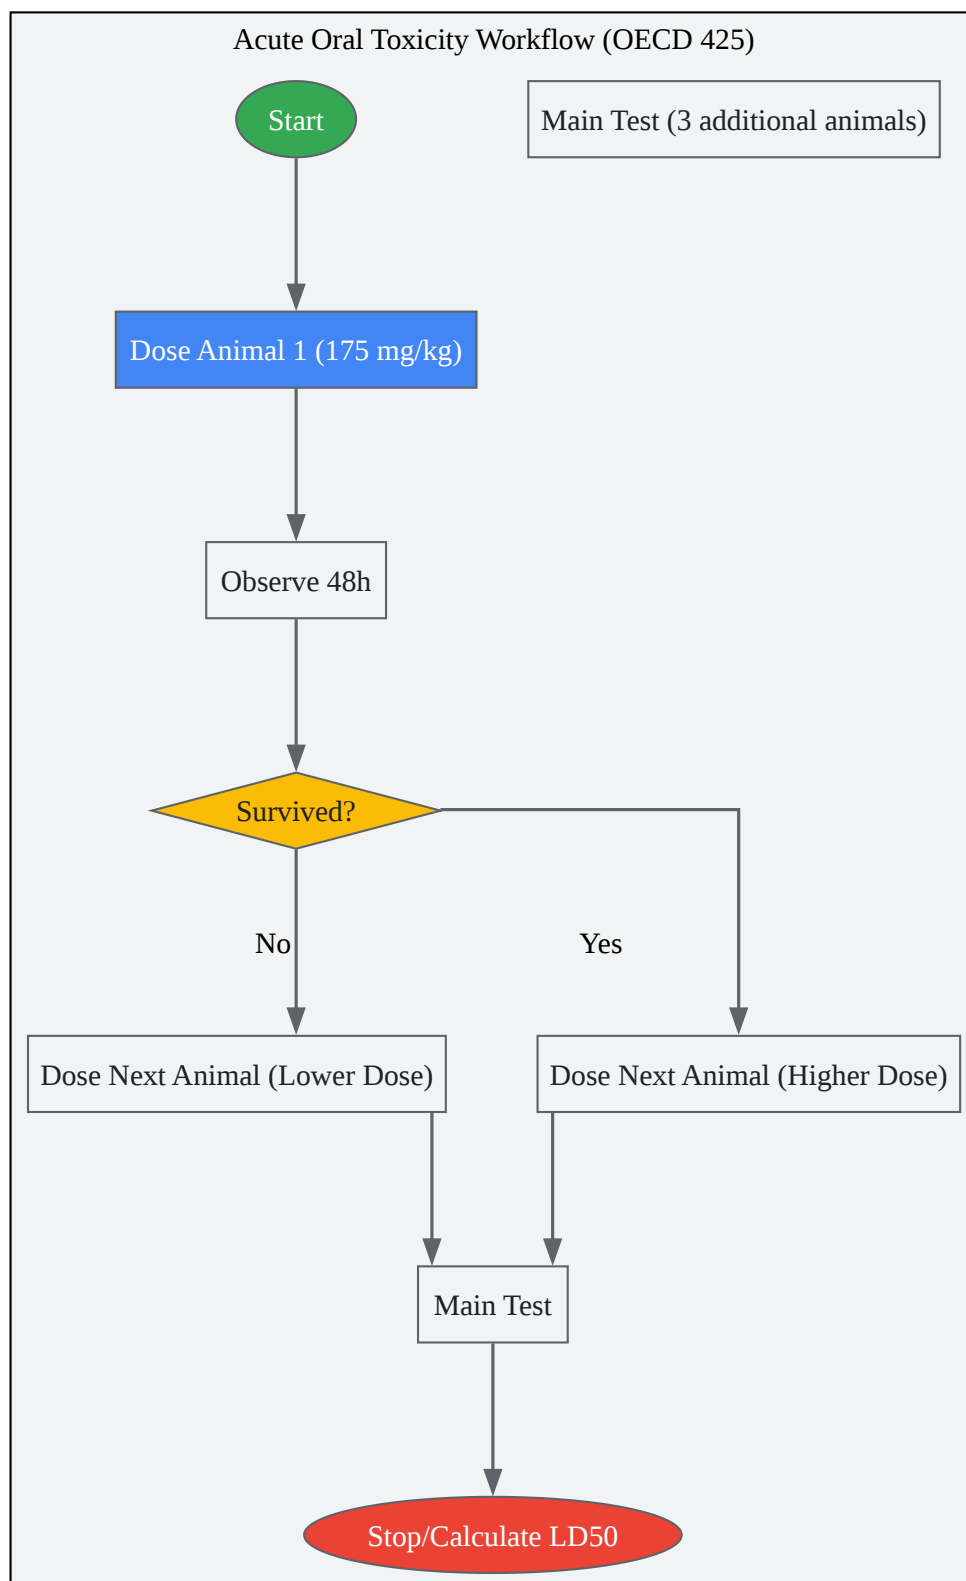 Acute Oral Toxicity Workflow (OECD 425)
Start
Main Test (3 additional animals)
Dose Animal 1 (175 mg/kg)
Observe 48h
Survived?
No
Yes
Dose Next Animal (Lower Dose)
Dose Next Animal (Higher Dose)
Main Test
Stop/Calculate LD50